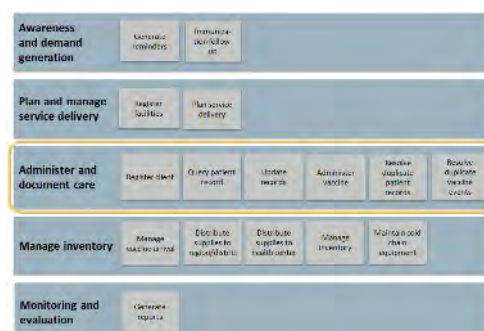 Awareness
and demand
generation
Generate
reminders
Immuniza-
tion follow
up
Plan and manage
service delivery
Register
facilities
Plan service
delivery
Administer and
document care
Register client
Query patient
record
Update
records
Administer
vaccine
Resolve
duplicate
patient
records
Resolve
duplicate
vaccine
events
Manage inventory
Manage
vaccine arrival
Distribute
supplies to
region/district
Distribute
supplies to
health center
Manage
inventory
Maintain cold
chain
equipment
Monitoring and
evaluation
Generate
reports